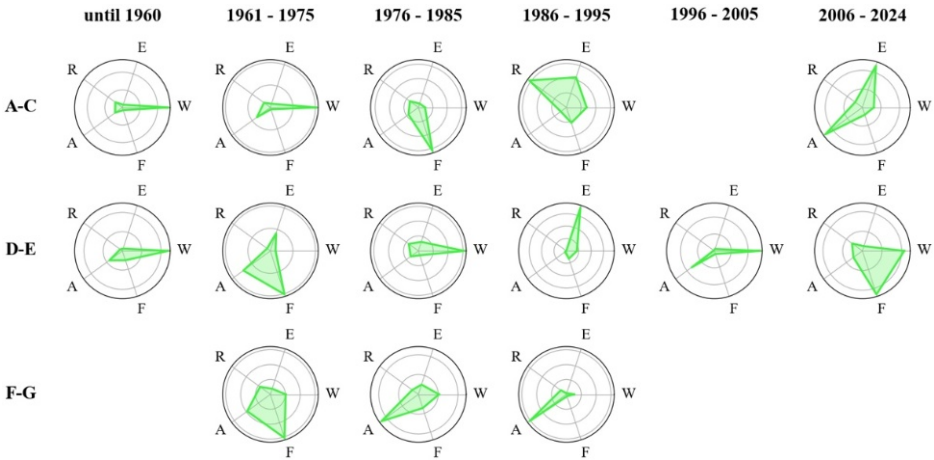 until 1960 1961 - 1975 1976 - 1985 1986 - 1995 1996 - 2005 2006 - 2024
E E E E E
R R R R R
A-C W W W W W
A A A A A
F F F F F
E E E E E E
R R R R R R
D-E W W W W W W
A A A A A A
F F F F F F
E E E
R R R
F-G W W W
A A A
F F F